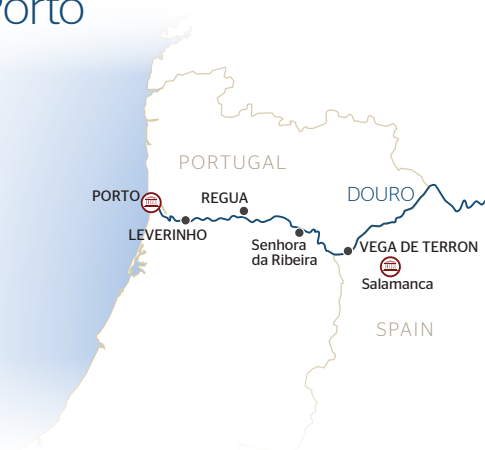 Porto
PORTUGAL
PORTO
REGUA
DOURO
LEVERINHO
Senhora
da Ribeira
VEGA DE TERRON
Salamanca
SPAIN